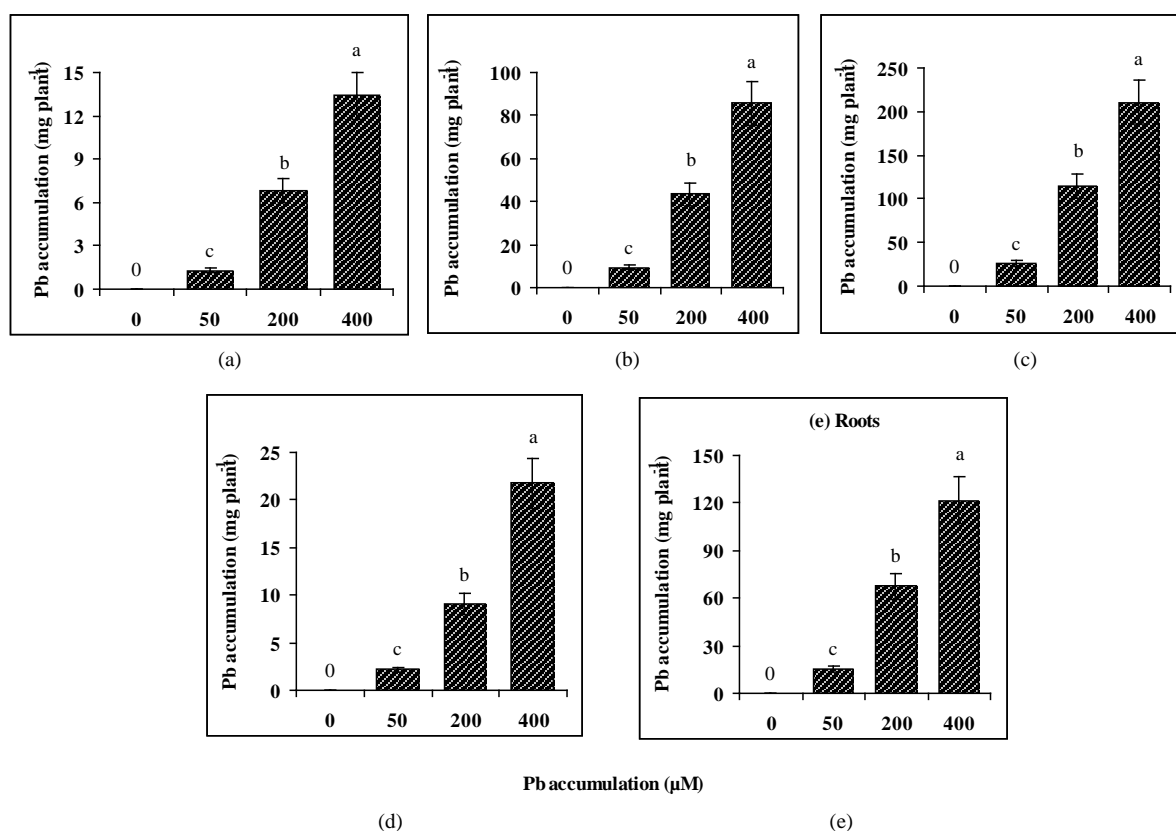 Pb accumulation (mg plant-1)
15
12
9
6
3
0
0
c
b
a
0 50 200 400
(a)
Pb accumulation (mg plant-1)
100
80
60
40
20
0
0
c
b
a
0 50 200 400
(b)
Pb accumulation (mg plant-1)
250
200
150
100
50
0
0
c
b
a
0 50 200 400
(c)
Pb accumulation (mg plant-1)
25
20
15
10
5
0
0
c
b
a
0 50 200 400
(e) Roots
Pb accumulation (mg plant-1)
150
120
90
60
30
0
0
c
b
a
0 50 200 400
Pb accumulation (µM)
(d)
(e)